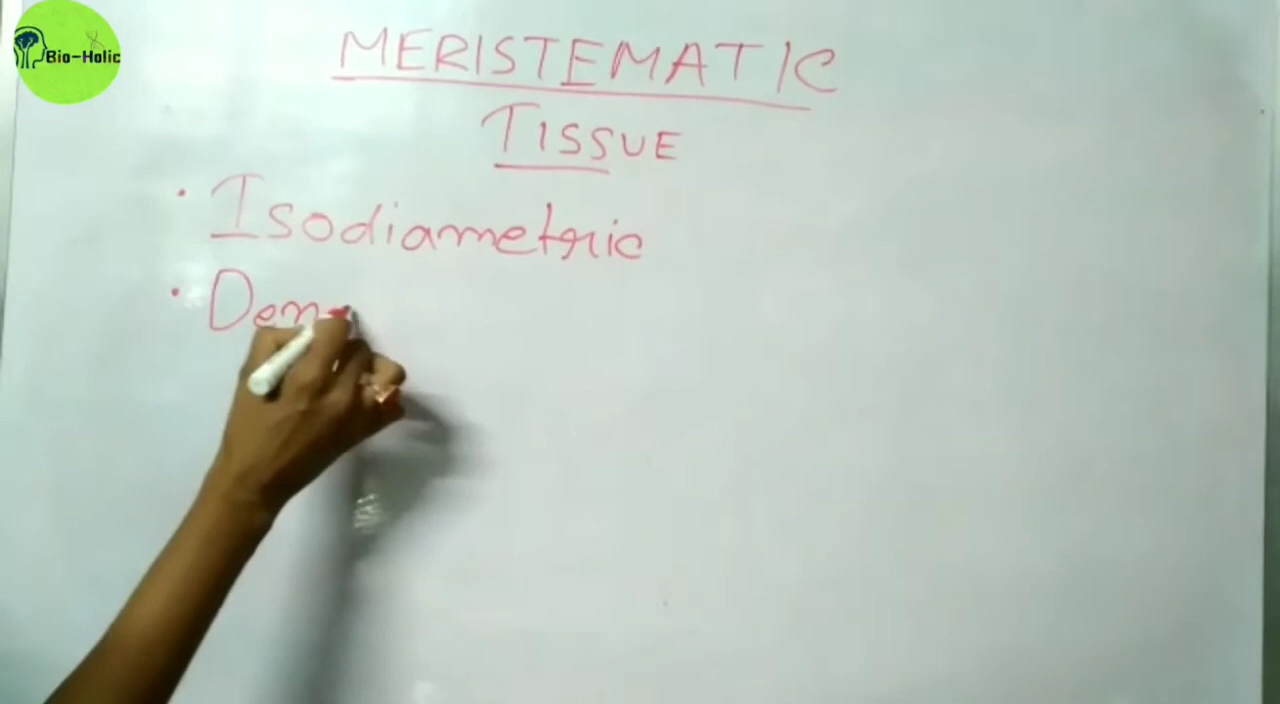 Bio-Holic
MERISTEMATIC
TISSUE
• Isodiametric
• Den